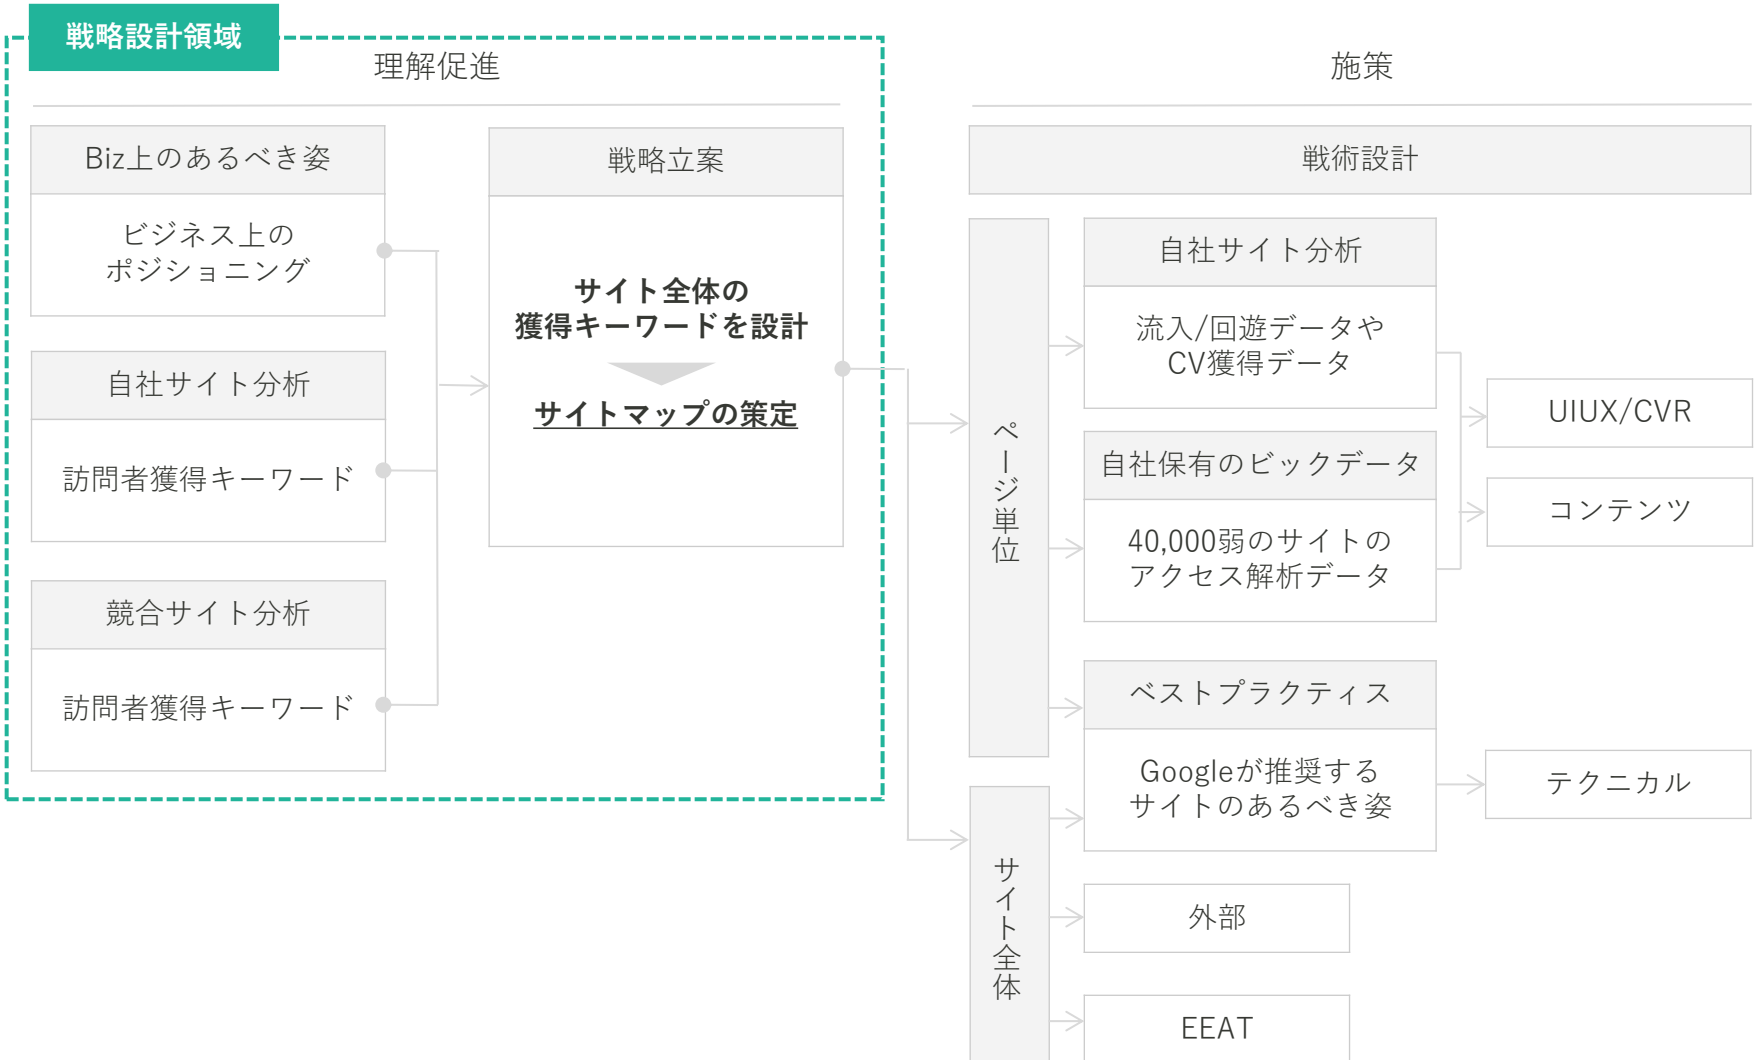 戦略設計領域
理解促進
Biz上のあるべき姿
ビジネス上の
ポジショニング
自社サイト分析
訪問者獲得キーワード
競合サイト分析
訪問者獲得キーワード
戦略立案
サイト全体の
獲得キーワードを設計
サイトマップの策定
施策
戦術設計
ページ単位
自社サイト分析
流入/回遊データや
CV獲得データ
自社保有のビックデータ
40,000弱のサイトの
アクセス解析データ
UIUX/CVR
コンテンツ
ベストプラクティス
Googleが推奨する
サイトのあるべき姿
テクニカル
サイト全体
外部
EEAT